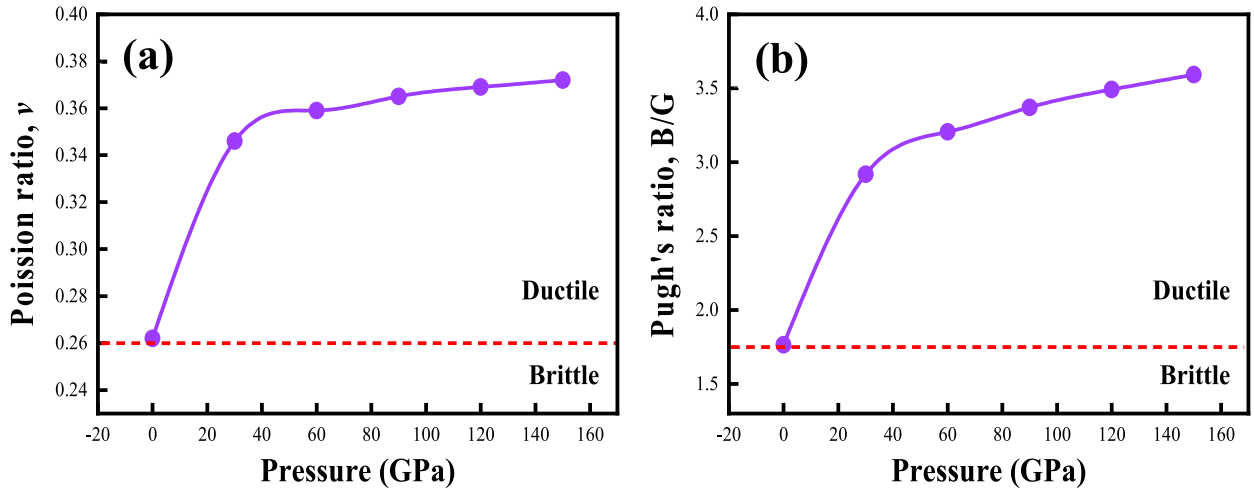 (a)
Poission ratio, ν
0.40
0.38
0.36
0.34
0.32
0.30
0.28
0.26
0.24
Ductile
Brittle
-20 0 20 40 60 80 100 120 140 160
Pressure (GPa)
(b)
Pugh's ratio, B/G
4.0
3.5
3.0
2.5
2.0
1.5
Ductile
Brittle
-20 0 20 40 60 80 100 120 140 160
Pressure (GPa)